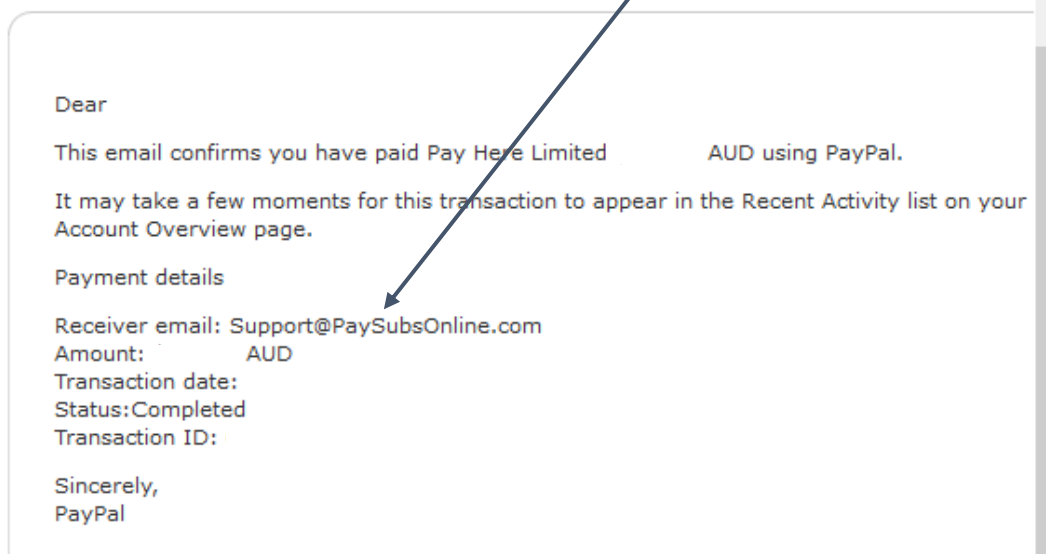 Dear
This email confirms you have paid Pay Here Limited AUD using PayPal.
It may take a few moments for this transaction to appear in the Recent Activity list on your
Account Overview page.
Payment details
Receiver email: Support@PaySubsOnline.com
Amount: AUD
Transaction date:
Status:Completed
Transaction ID:
Sincerely,
PayPal